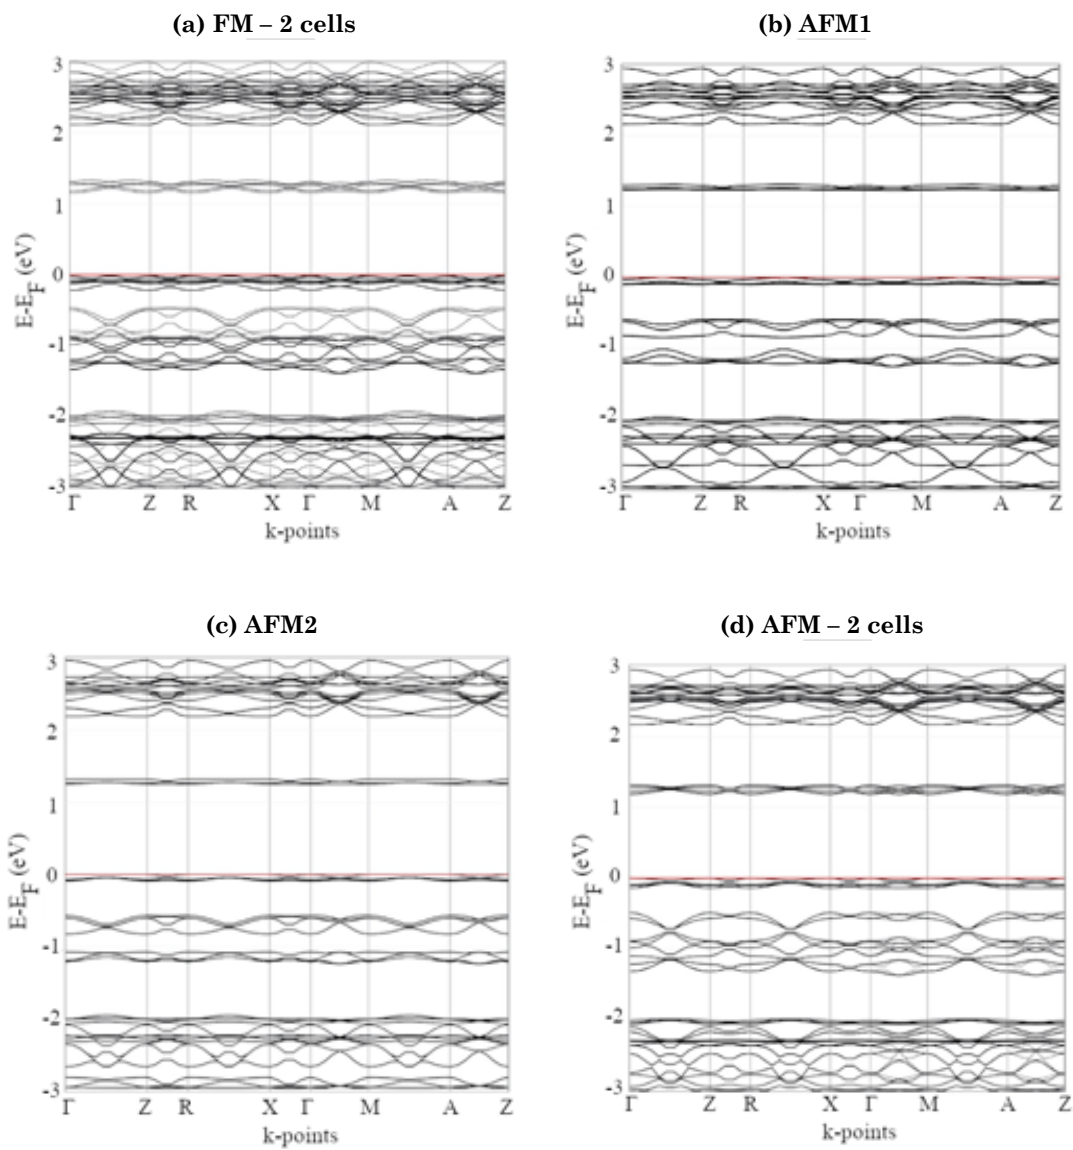 (a) FM – 2 cells
3
2
1
0
-1
-2
-3
E-E_F (eV)
Γ Z R X Γ M A Z
k-points
(b) AFM1
3
2
1
0
-1
-2
-3
E-E_F (eV)
Γ Z R X Γ M A Z
k-points
(c) AFM2
3
2
1
0
-1
-2
-3
E-E_F (eV)
Γ Z R X Γ M A Z
k-points
(d) AFM – 2 cells
3
2
1
0
-1
-2
-3
E-E_F (eV)
Γ Z R X Γ M A Z
k-points